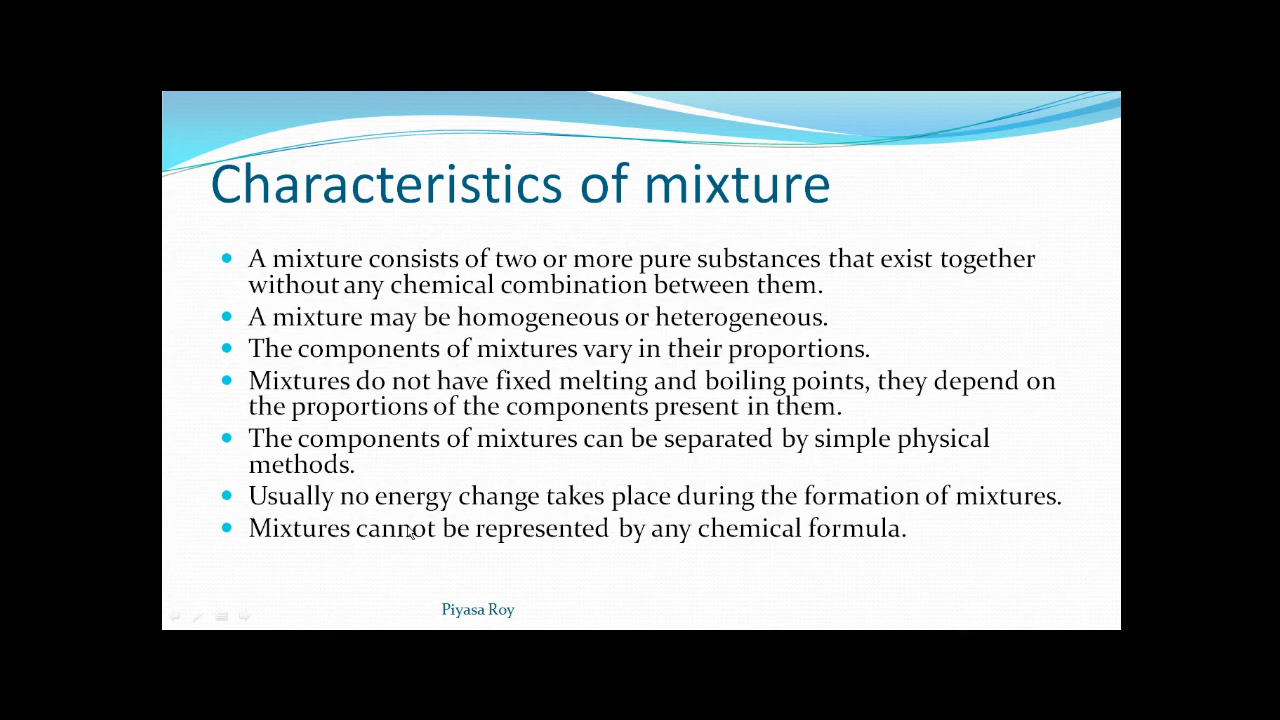 Characteristics of mixture
A mixture consists of two or more pure substances that exist together
without any chemical combination between them.
A mixture may be homogeneous or heterogeneous.
The components of mixtures vary in their proportions.
Mixtures do not have fixed melting and boiling points, they depend on
the proportions of the components present in them.
The components of mixtures can be separated by simple physical
methods.
Usually no energy change takes place during the formation of mixtures.
Mixtures cannot be represented by any chemical formula.
Piyasa Roy